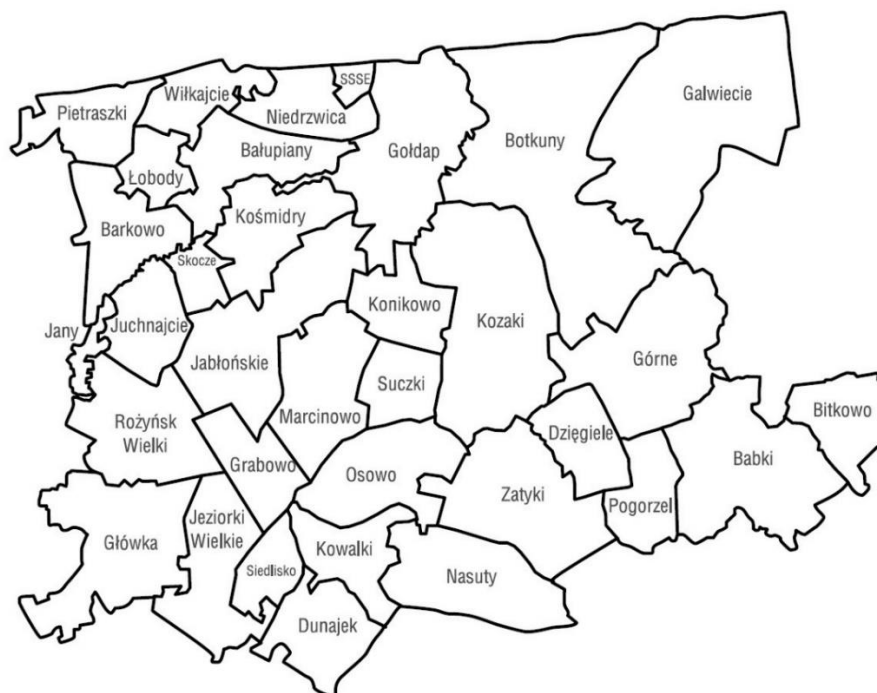 SSSE
Galwiecie
Wiłkajcie
Pietraszki
Niedrzwica
Botkuny
Gołdap
Bałupiany
Łobody
Kośmidry
Barkowo
Skocze
Konikowo
Kozaki
Juchnajcie
Jany
Górne
Jabłońskie
Suczki
Bitkowo
Marcinowo
Rożyńsk
Wielki
Dzięgiele
Babki
Grabowo
Osowo
Zatyki
Pogorzel
Jeziorki
Wielkie
Główka
Kowalki
Siedlisko
Nasuty
Dunajek